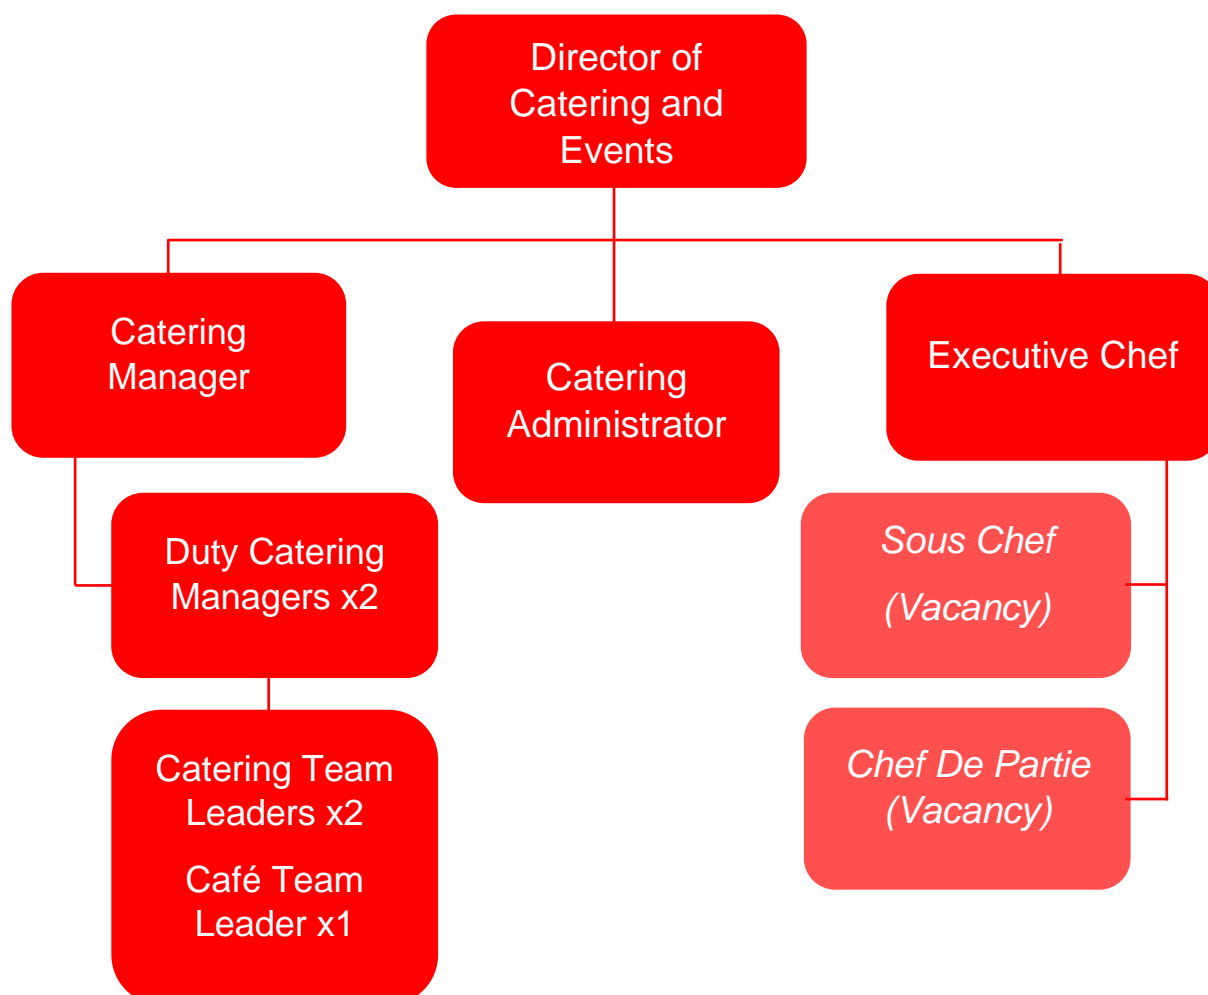 Director of
Catering and
Events
Catering
Manager
Catering
Administrator
Executive Chef
Duty Catering
Managers x2
Sous Chef
(Vacancy)
Catering Team
Leaders x2
Café Team
Leader x1
Chef De Partie
(Vacancy)